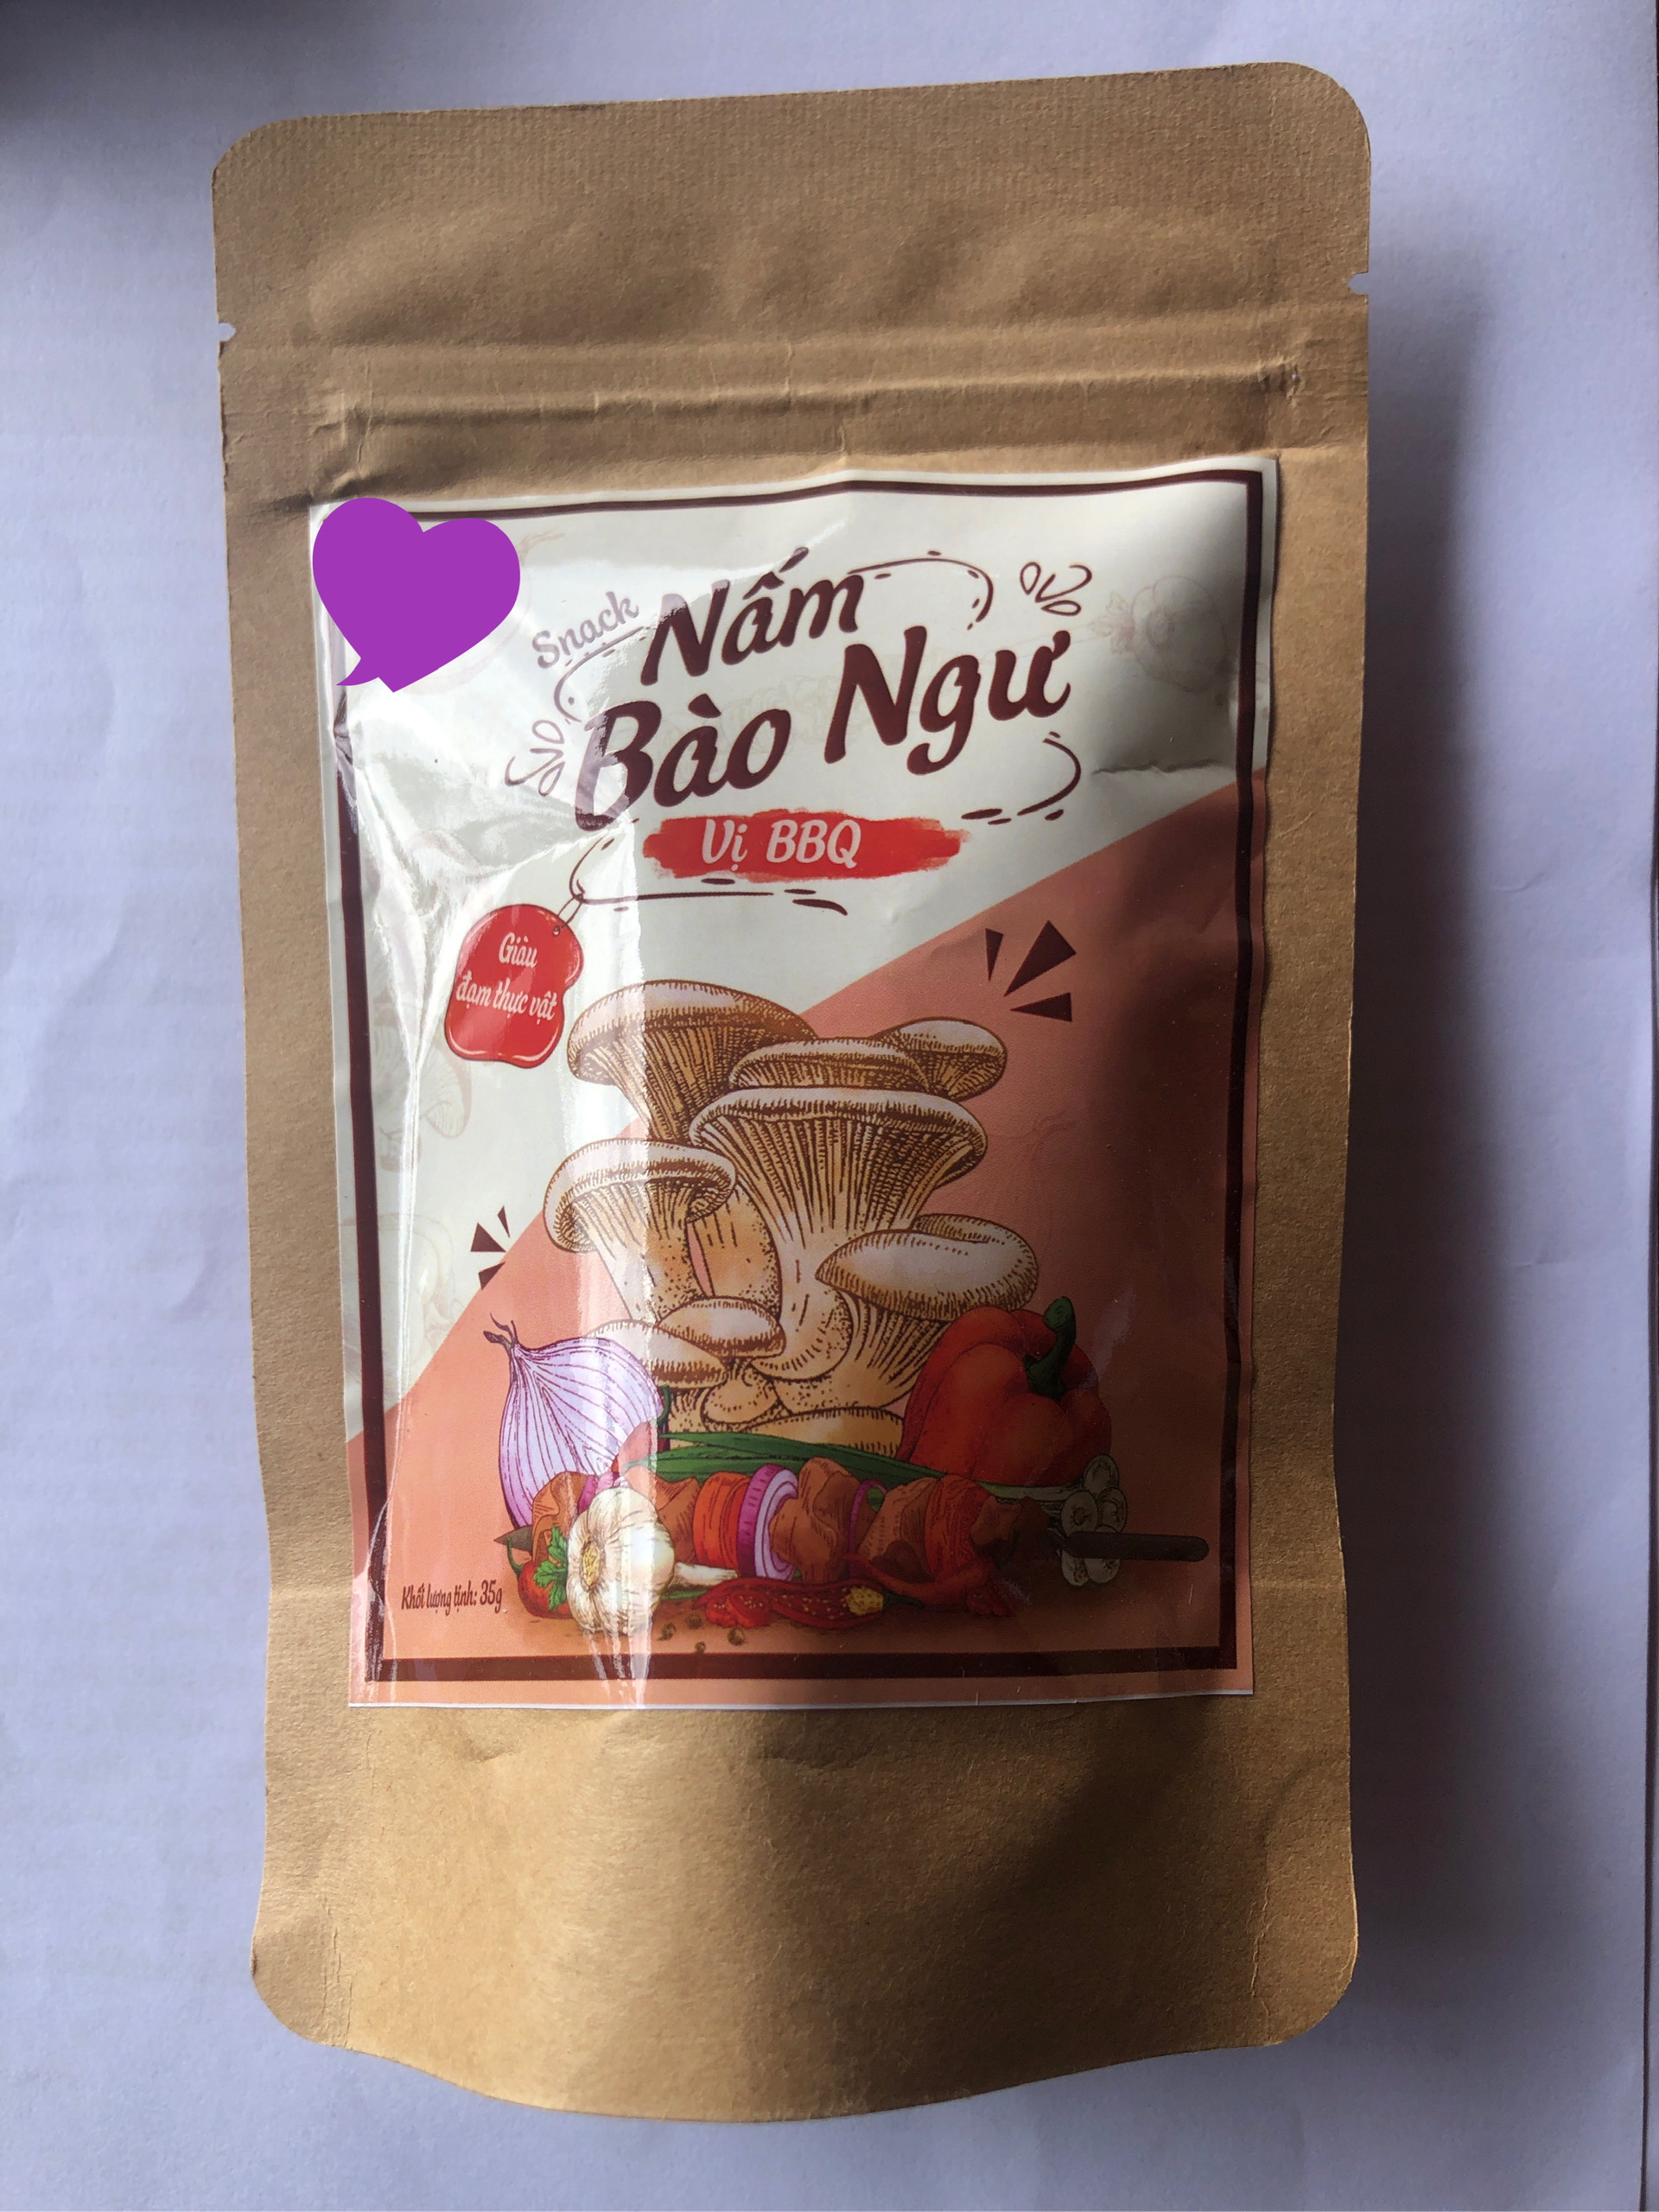 Snack
Nấm
Bào Ngư
Vị BBQ
Giàu
đạm thực vật
Khối lượng tịnh: 35g